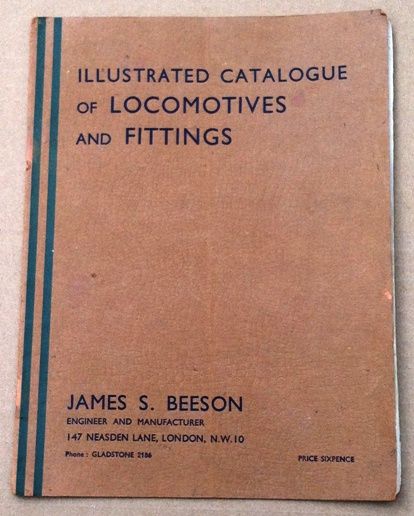 ILLUSTRATED CATALOGUE
OF LOCOMOTIVES
AND FITTINGS
JAMES S. BEESON
ENGINEER AND MANUFACTURER
147 NEASDEN LANE, LONDON, N.W.10
Phone: GLADSTONE 2186
PRICE SIXPENCE